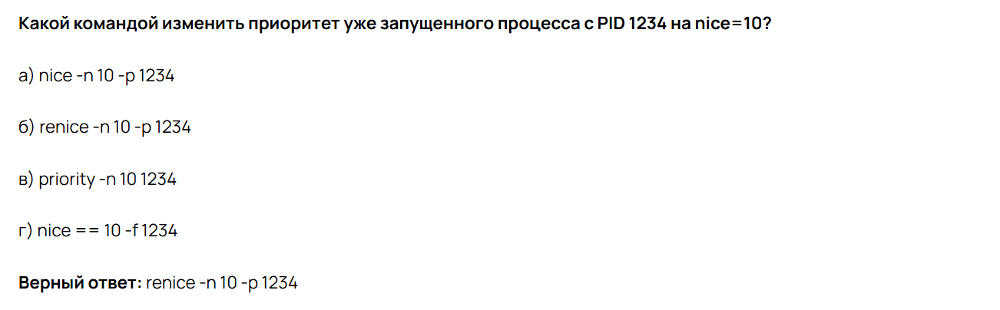 Какой командой изменить приоритет уже запущенного процесса с PID 1234 на nice=10?
а) nice -n 10 -p 1234
б) renice -n 10 -p 1234
в) priority -n 10 1234
г) nice == 10 -f 1234
Верный ответ: renice -n 10 -p 1234